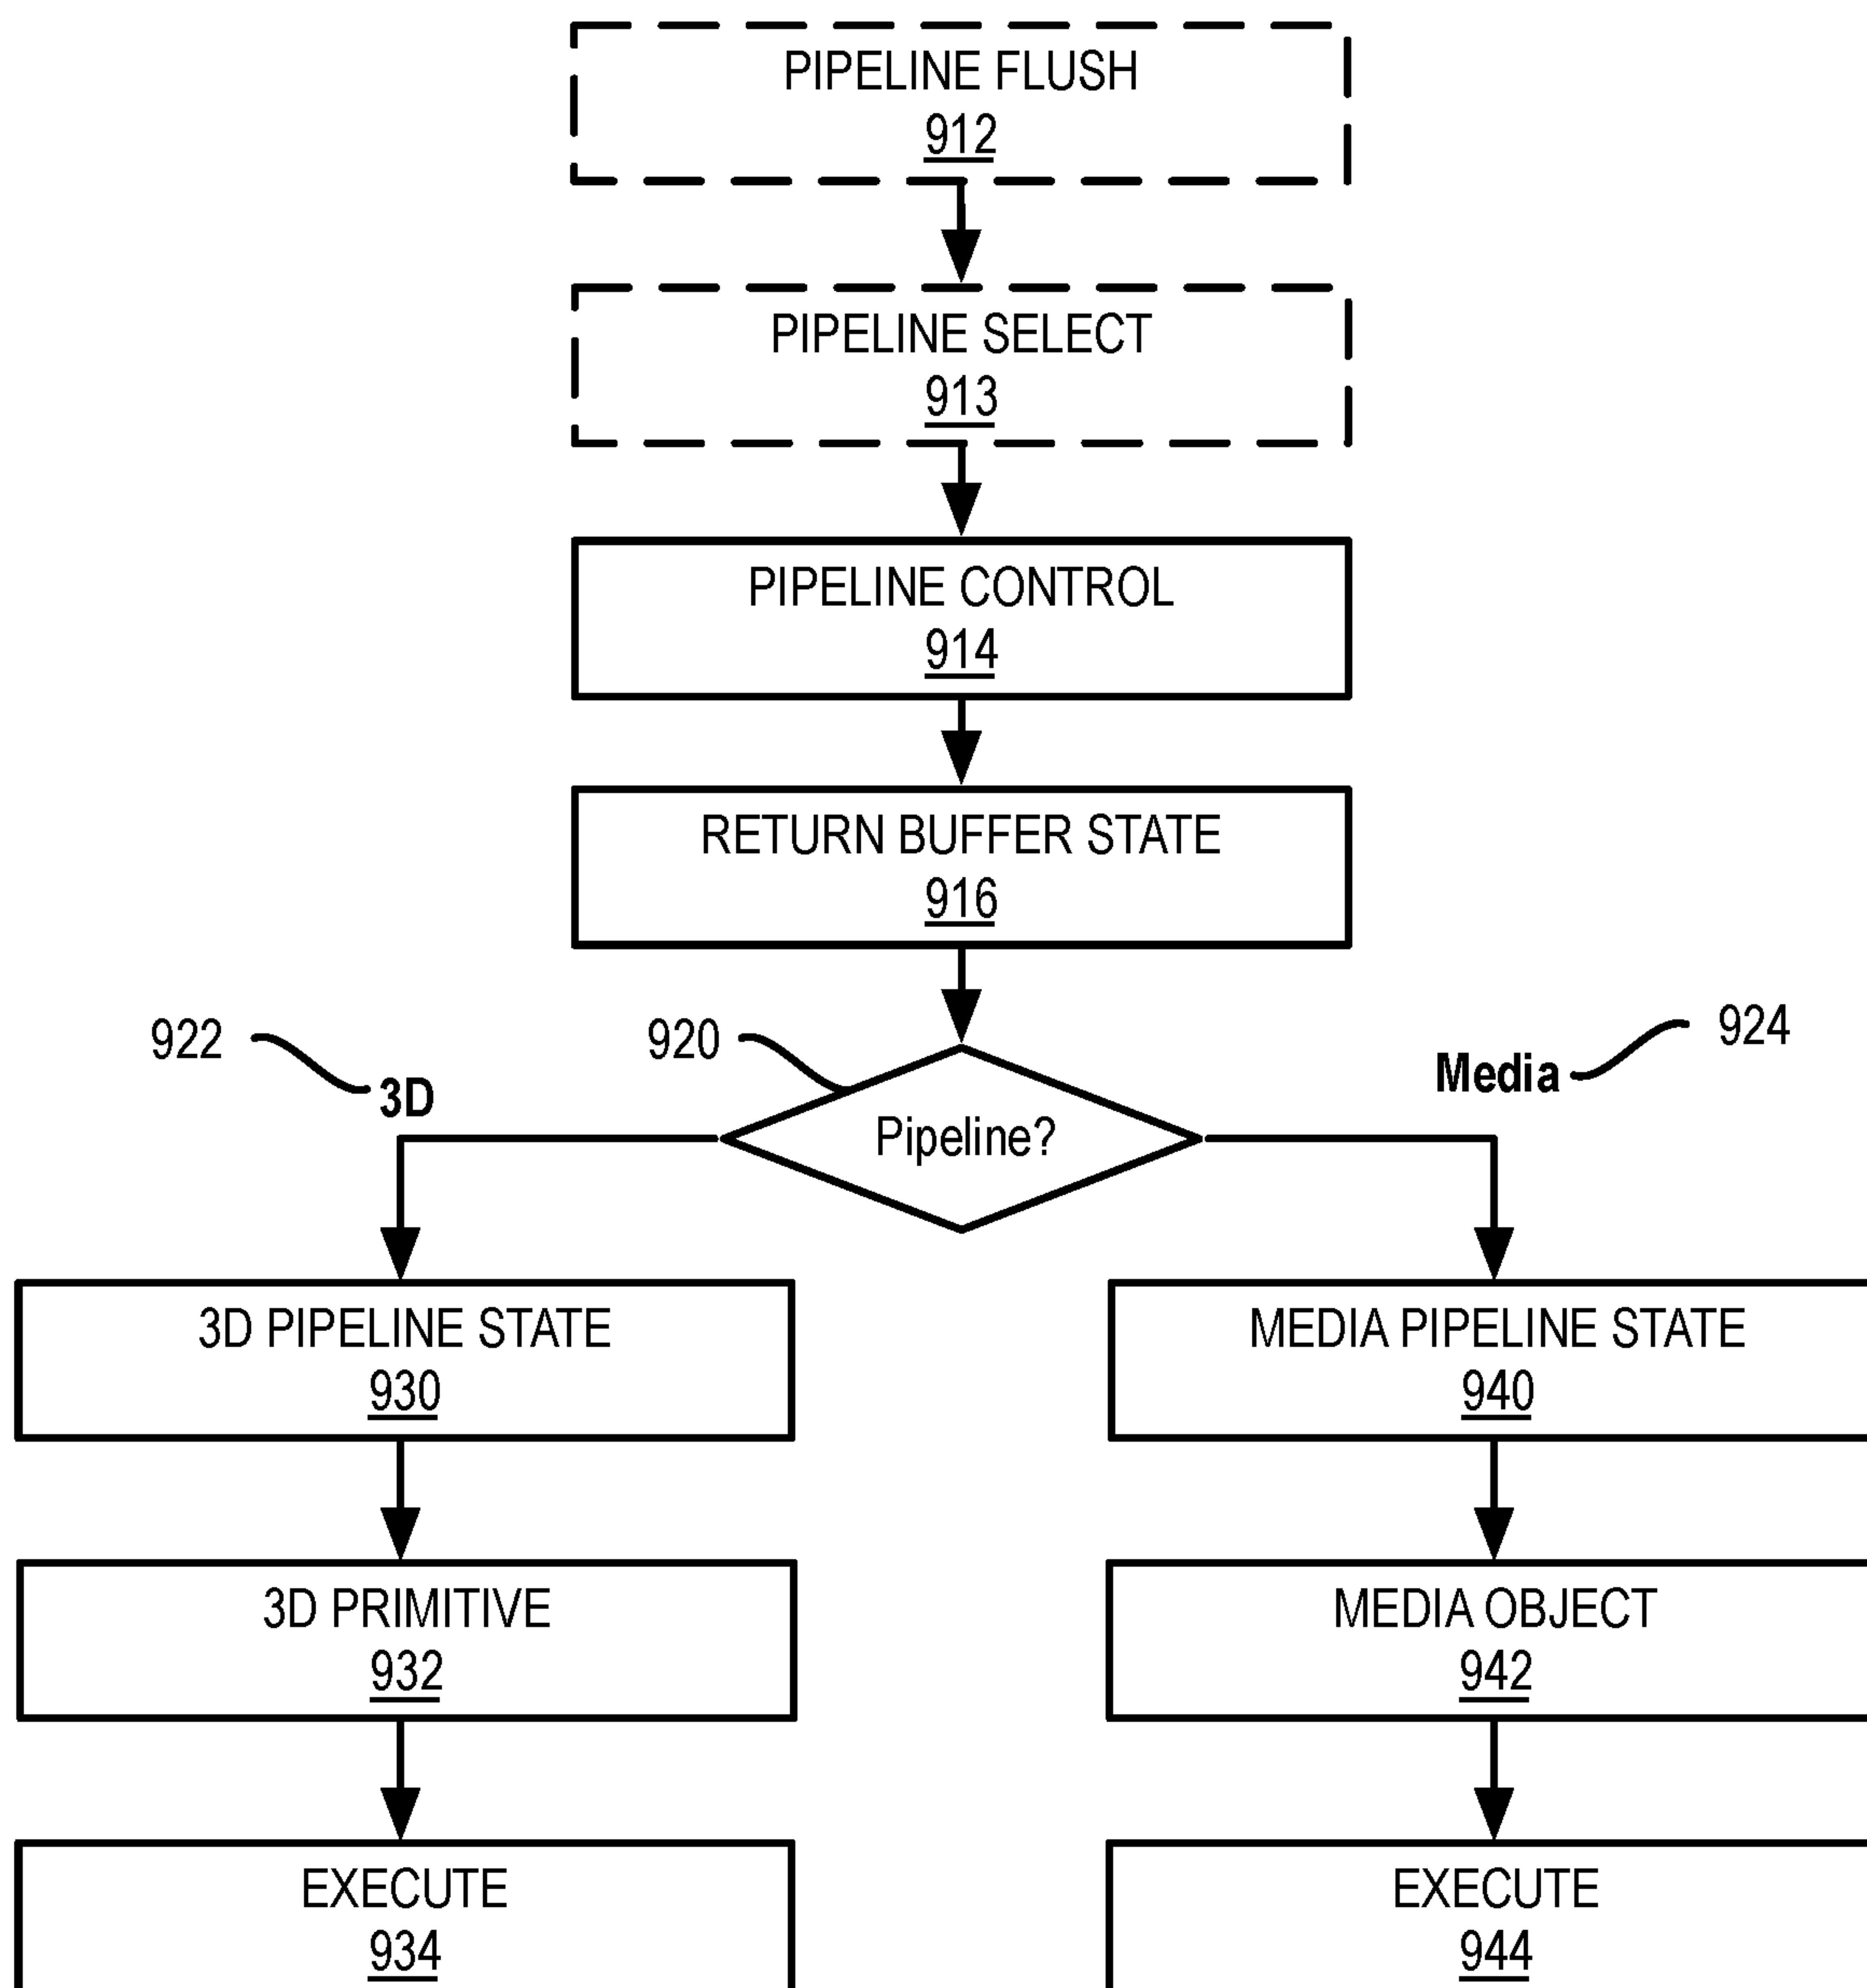 PIPELINE FLUSH
912
PIPELINE SELECT
913
PIPELINE CONTROL
914
RETURN BUFFER STATE
916
922
920
924
3D
Media
Pipeline?
3D PIPELINE STATE
930
MEDIA PIPELINE STATE
940
3D PRIMITIVE
932
MEDIA OBJECT
942
EXECUTE
934
EXECUTE
944